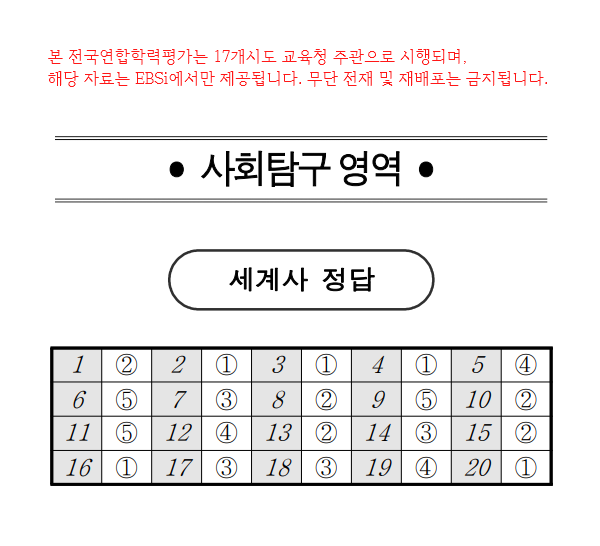 본 전국연합학력평가는 17개시도 교육청 주관으로 시행되며,
해당 자료는 EBSi에서만 제공됩니다. 무단 전재 및 재배포는 금지됩니다.
● 사회탐구 영역 ●
세계사 정답
1 ② 2 ① 3 ① 4 ① 5 ④
6 ⑤ 7 ③ 8 ② 9 ⑤ 10 ②
11 ⑤ 12 ④ 13 ② 14 ③ 15 ②
16 ① 17 ③ 18 ③ 19 ④ 20 ①